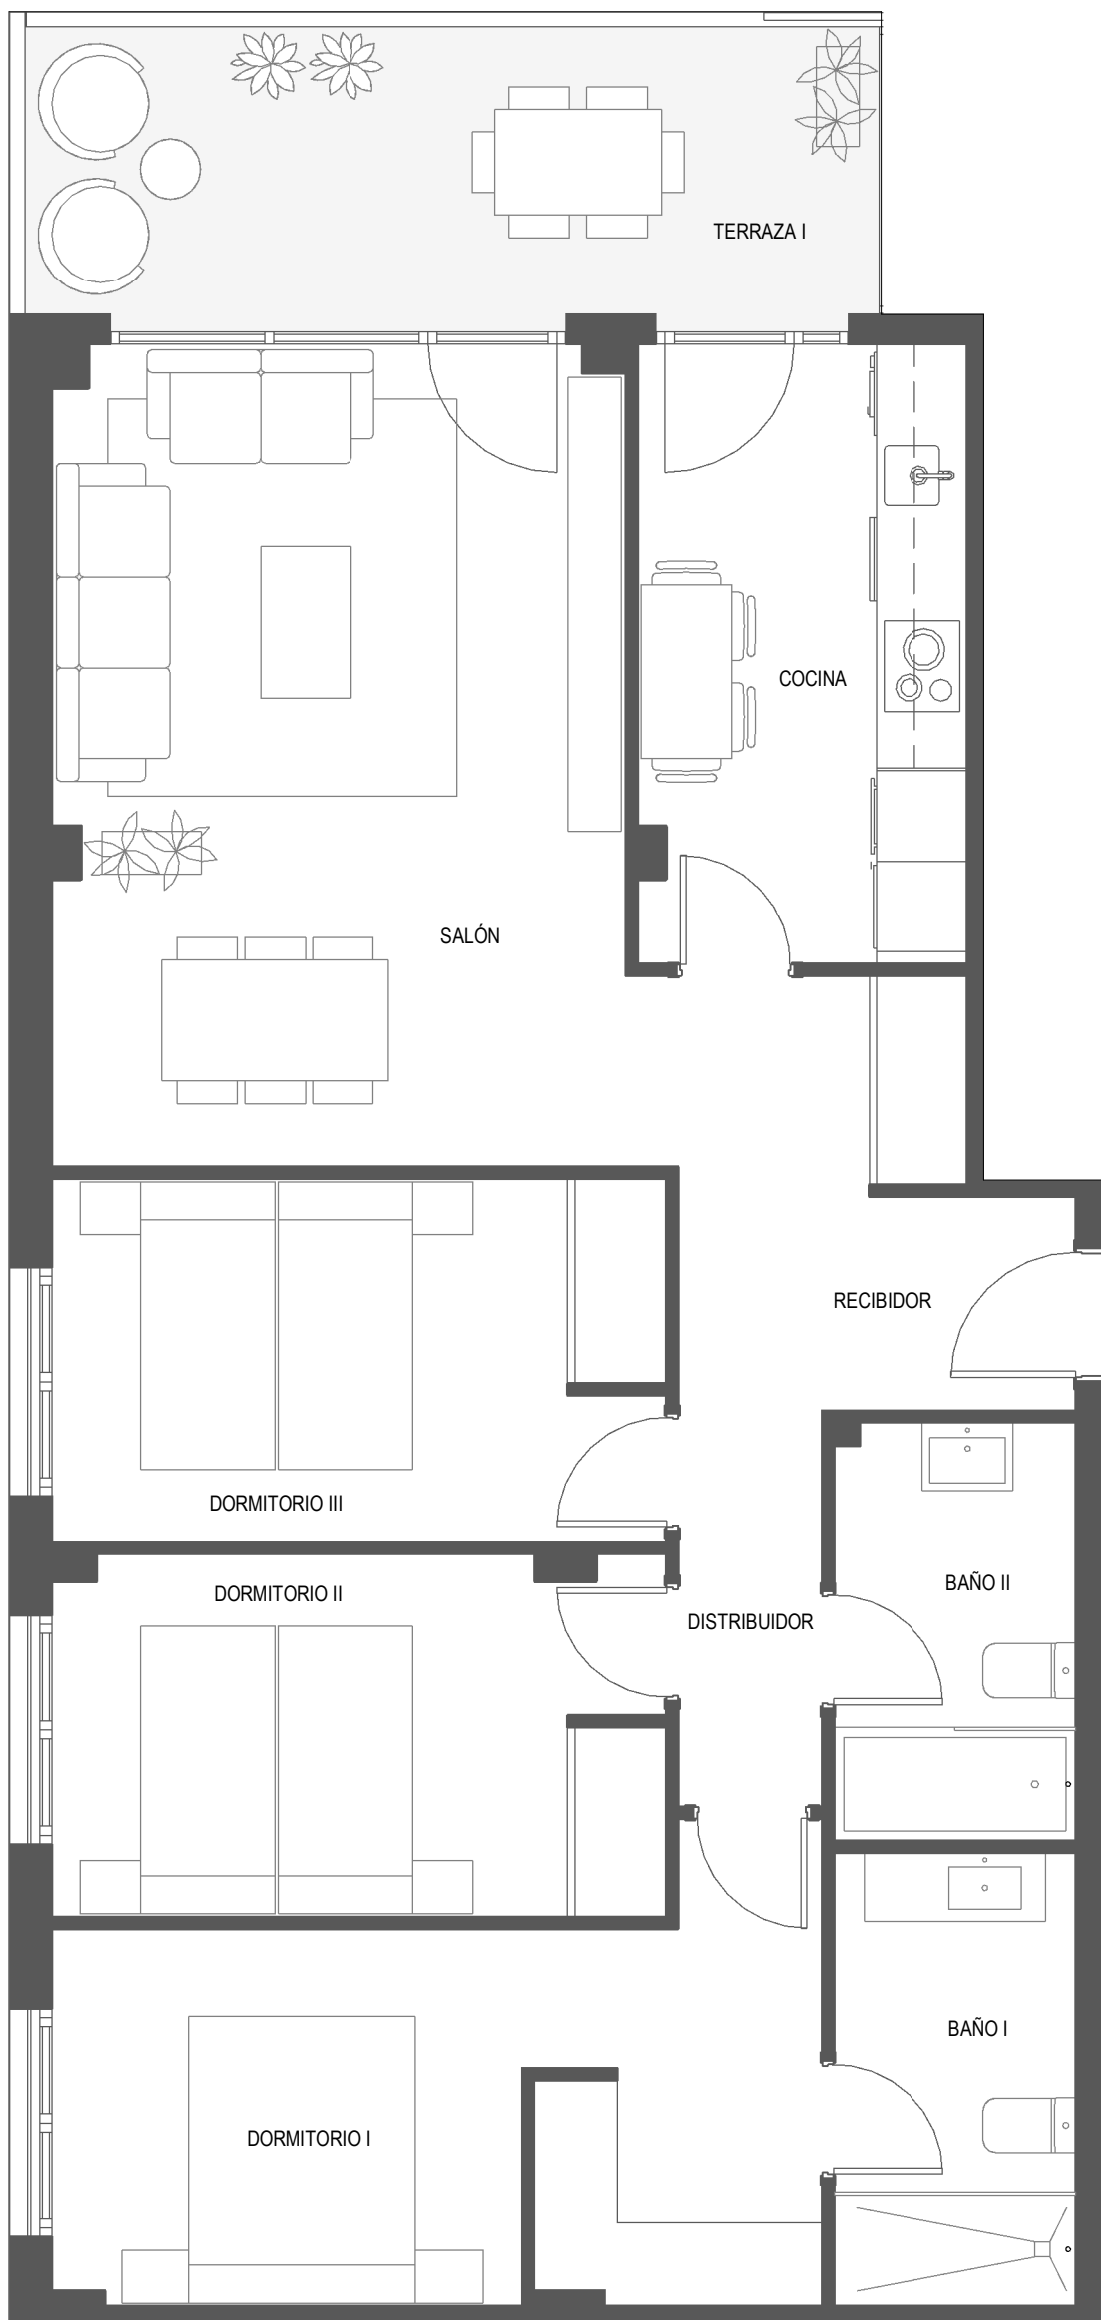 TERRAZA I
COCINA
SALÓN
RECIBIDOR
DORMITORIO III
DORMITORIO II
BAÑO II
DISTRIBUIDOR
BAÑO I
DORMITORIO I